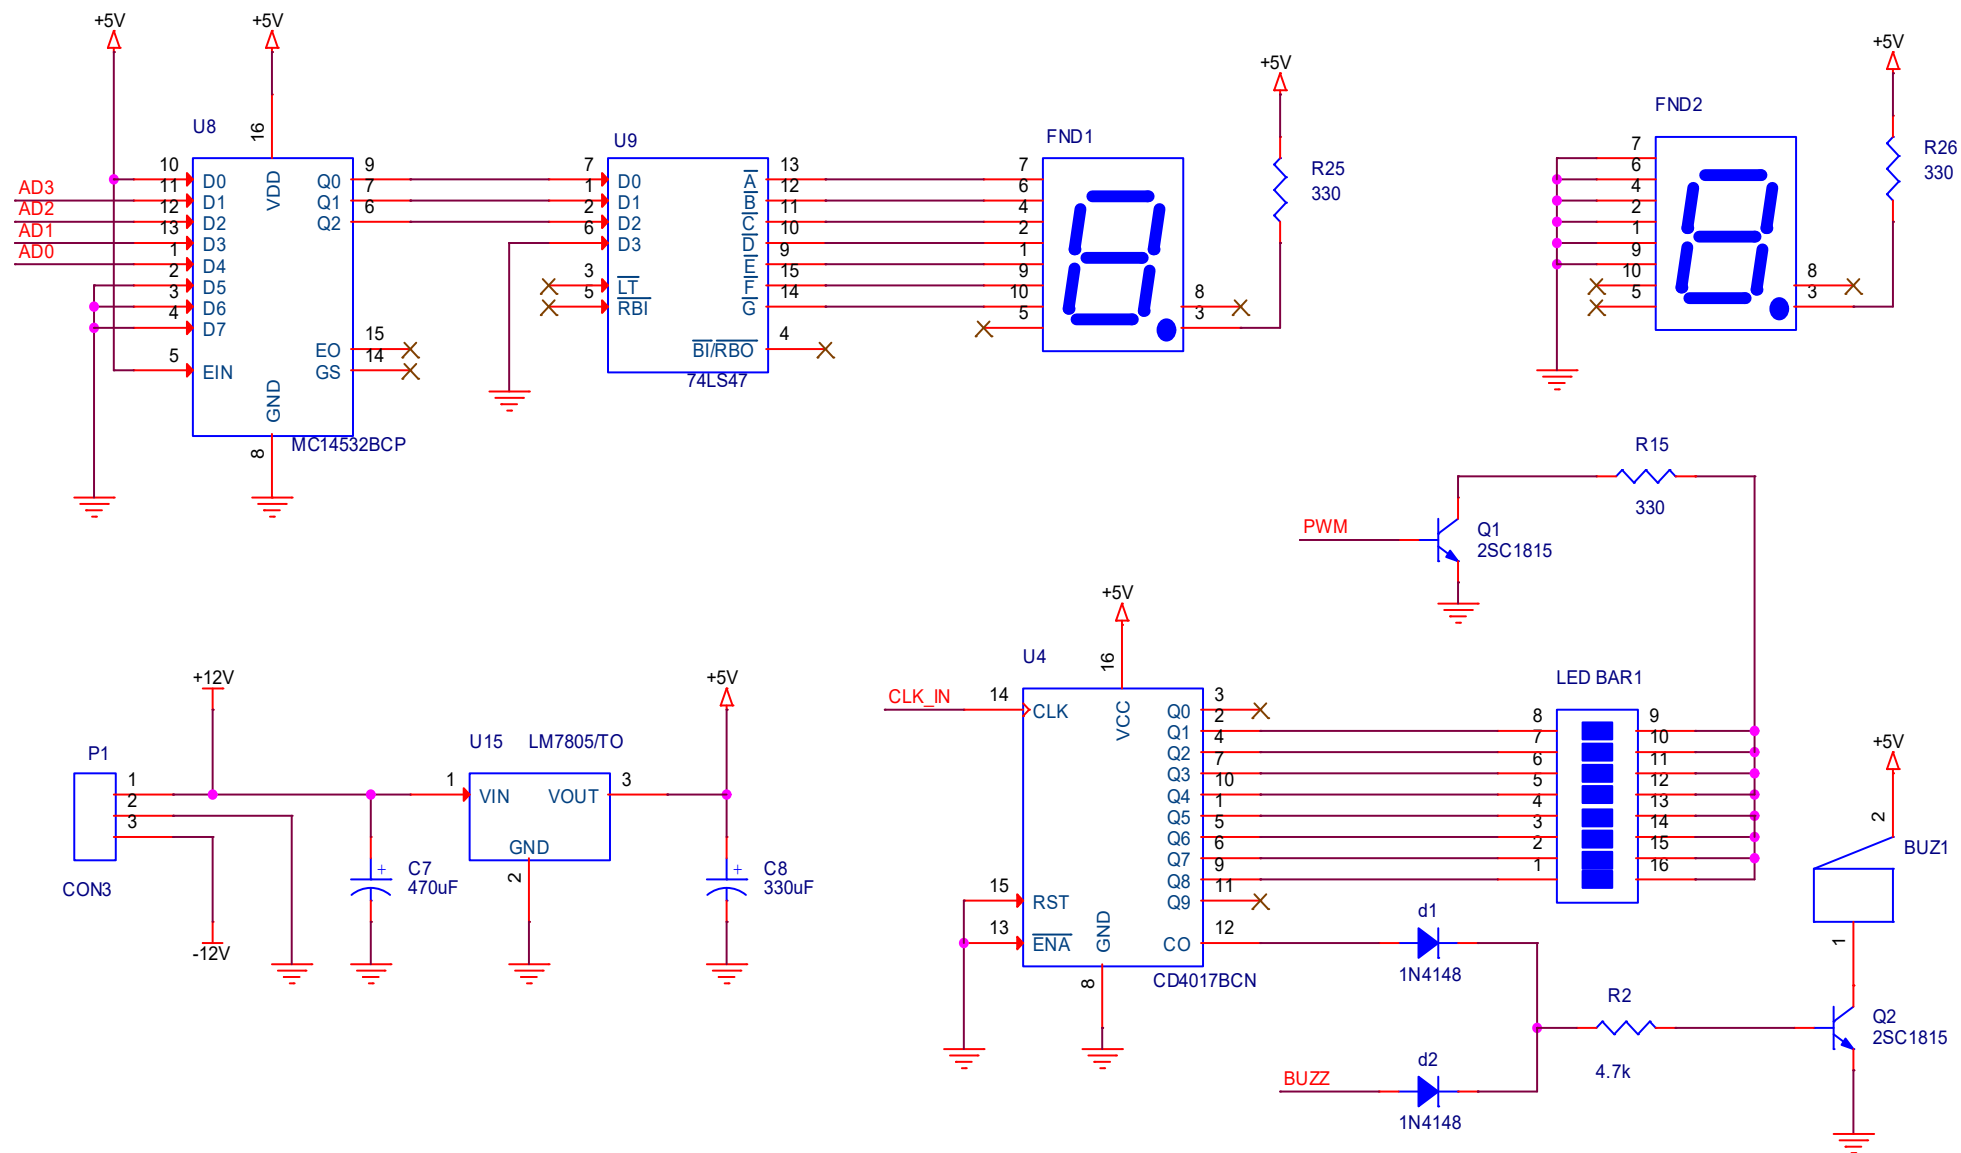 +5V
+5V
U8
16
10
11
12
13
1
2
3
4
5
AD3
AD2
AD1
AD0
D0
D1
D2
D3
D4
D5
D6
D7
EIN
VDD
GND
Q0
Q1
Q2
EO
GS
9
7
6
15
14
8
MC14532BCP
U9
7
1
2
6
3
5
D0
D1
D2
D3
LT
RBI
A
B
C
D
E
F
G
BI/RBO
13
12
11
10
9
15
14
4
74LS47
FND1
7
6
4
2
1
9
10
5
8
3
+5V
R25
330
FND2
7
6
4
2
1
9
10
5
8
3
+5V
R26
330
R15
330
PWM
Q1
2SC1815
+12V
P1
1
2
3
CON3
-12V
U15
LM7805/TO
1
VIN
VOUT
3
GND
2
+
C7
470uF
+5V
+
C8
330uF
+5V
U4
16
CLK_IN
14
CLK
VCC
15
RST
13
ENA
GND
8
Q0
Q1
Q2
Q3
Q4
Q5
Q6
Q7
Q8
Q9
CO
3
2
4
7
10
1
5
6
9
11
12
CD4017BCN
LED BAR1
8
7
6
5
4
3
2
1
9
10
11
12
13
14
15
16
d1
1N4148
BUZZ
d2
1N4148
R2
4.7k
+5V
2
BUZ1
1
Q2
2SC1815